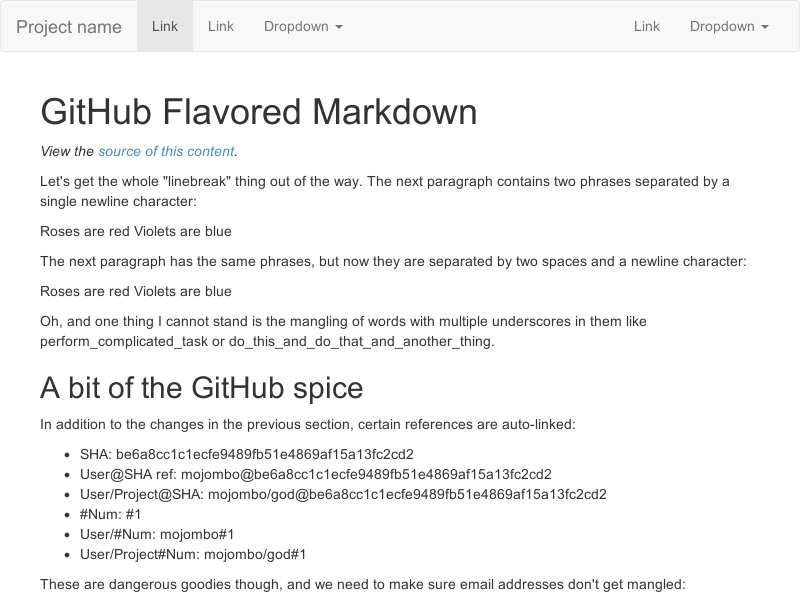 Project name Link Link Dropdown Link Dropdown
GitHub Flavored Markdown
View the source of this content.
Let's get the whole "linebreak" thing out of the way. The next paragraph contains two phrases separated by a
single newline character:
Roses are red Violets are blue
The next paragraph has the same phrases, but now they are separated by two spaces and a newline character:
Roses are red Violets are blue
Oh, and one thing I cannot stand is the mangling of words with multiple underscores in them like
perform_complicated_task or do_this_and_do_that_and_another_thing.
A bit of the GitHub spice
In addition to the changes in the previous section, certain references are auto-linked:
• SHA: be6a8cc1c1ecfe9489fb51e4869af15a13fc2cd2
• User@SHA ref: mojombo@be6a8cc1c1ecfe9489fb51e4869af15a13fc2cd2
• User/Project@SHA: mojombo/god@be6a8cc1c1ecfe9489fb51e4869af15a13fc2cd2
• #Num: #1
• User/#Num: mojombo#1
• User/Project#Num: mojombo/god#1
These are dangerous goodies though, and we need to make sure email addresses don't get mangled: